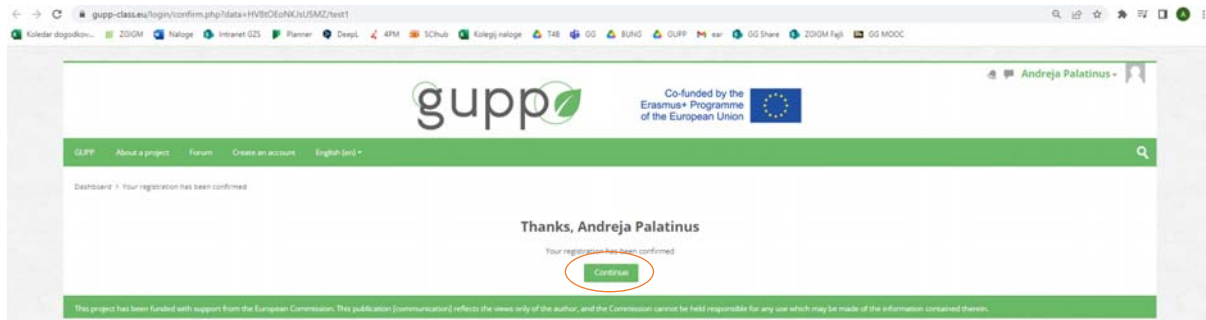 gupp-class.eu/login/confirm.php?data=HV8tOEoNKJsU5MZ/test1
Koledar dogodkov... ZOIGM Naloge Intranet GZS Planner DeepL 4PM SCIhub Kolegij naloge T4B GG BUNG GUPP ear GG Share ZOIGM Fajli GG MOOC
Andreja Palatinus
gupp
Co-funded by the
Erasmus+ Programme
of the European Union
GUPP About a project Forum Create an account English (en)
Dashboard > Your registration has been confirmed
Thanks, Andreja Palatinus
Your registration has been confirmed
Continue
This project has been funded with support from the European Commission. This publication [communication] reflects the views only of the author, and the Commission cannot be held responsible for any use which may be made of the information contained therein.